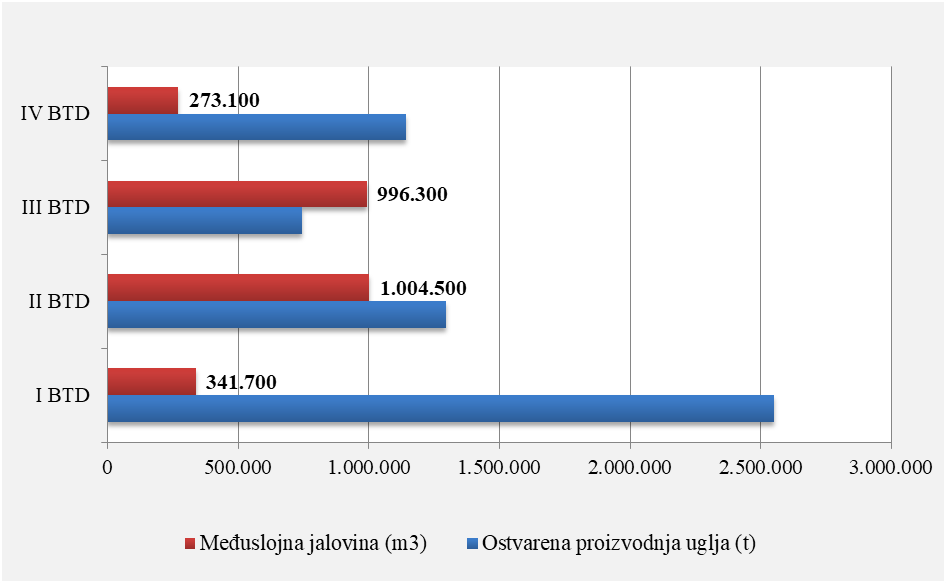 IV BTD
273.100
III BTD
996.300
II BTD
1.004.500
I BTD
341.700
0 500.000 1.000.000 1.500.000 2.000.000 2.500.000 3.000.000
Međuslojna jalovina (m3) Ostvarena proizvodnja uglja (t)